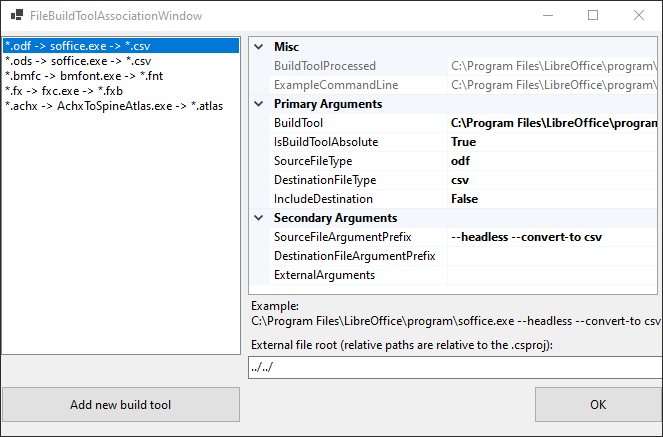 FileBuildToolAssociationWindow
*.odf -> soffice.exe -> *.csv
*.ods -> soffice.exe -> *.csv
*.bmfc -> bmfont.exe -> *.fnt
*.fx -> fxc.exe -> *.fxb
*.achx -> AchxToSpineAtlas.exe -> *.atlas
Misc
BuildToolProcessed C:\Program Files\LibreOffice\program\
ExampleCommandLine C:\Program Files\LibreOffice\program\
Primary Arguments
BuildTool C:\Program Files\LibreOffice\program
IsBuildToolAbsolute True
SourceFileType odf
DestinationFileType csv
IncludeDestination False
Secondary Arguments
SourceFileArgumentPrefix --headless --convert-to csv
DestinationFileArgumentPrefix
ExternalArguments
Example:
C:\Program Files\LibreOffice\program\soffice.exe --headless --convert-to csv
External file root (relative paths are relative to the .csproj):
../../
Add new build tool
OK